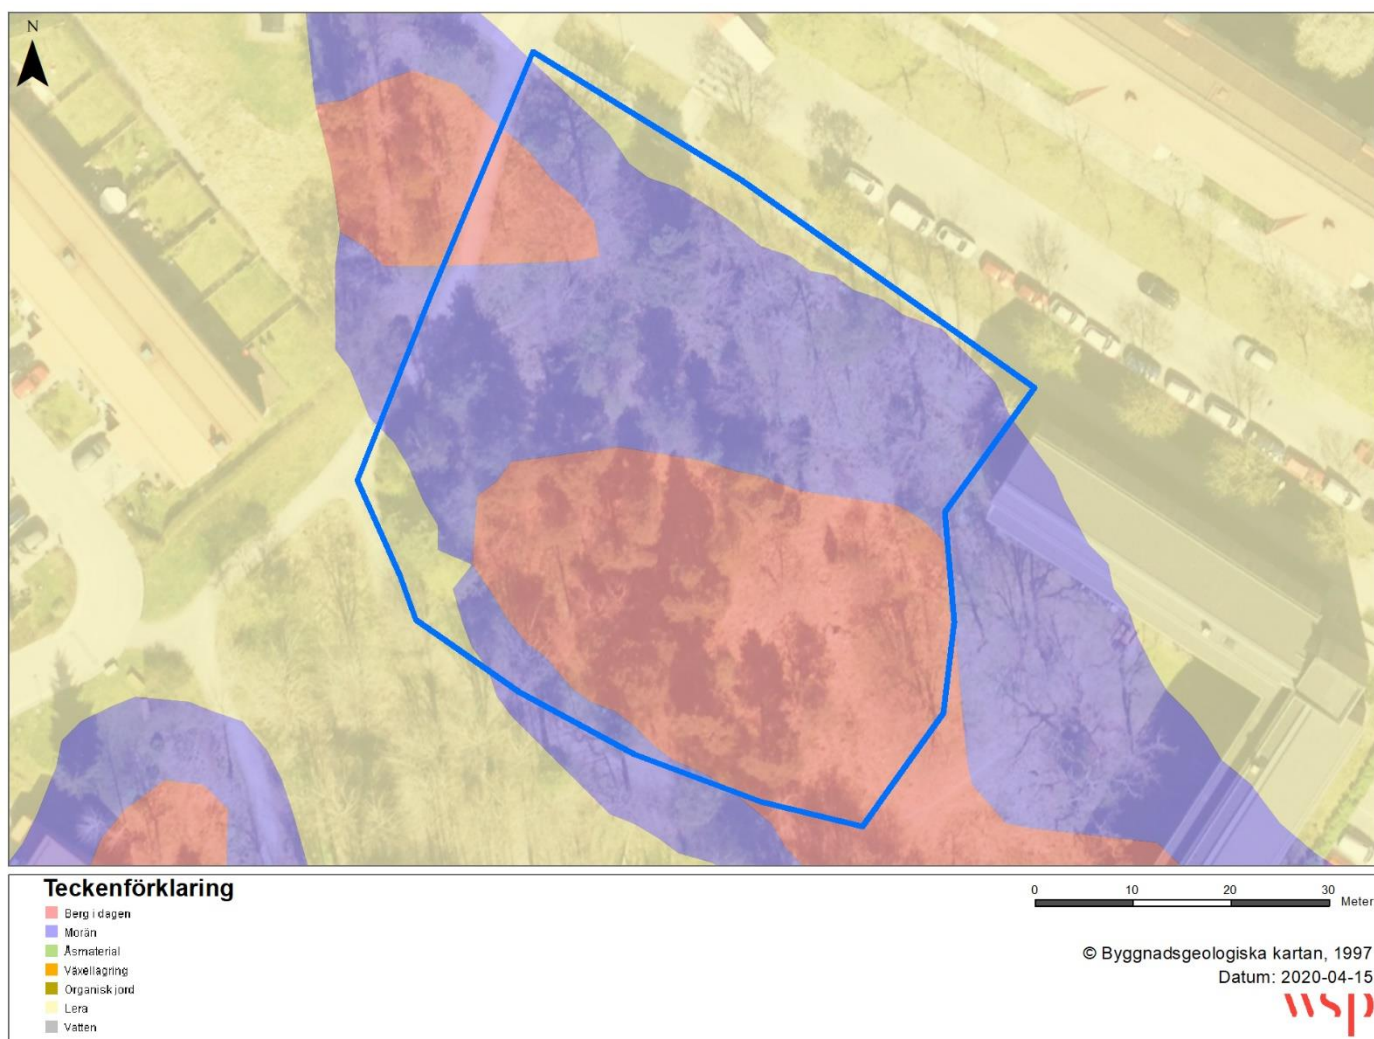 N
Teckenförklaring
Berg i dagen
Morän
Åsmaterial
Växellagring
Organisk jord
Lera
Vatten
0 10 20 30
Meter
© Byggnadsgeologiska kartan, 1997
Datum: 2020-04-15
wsp